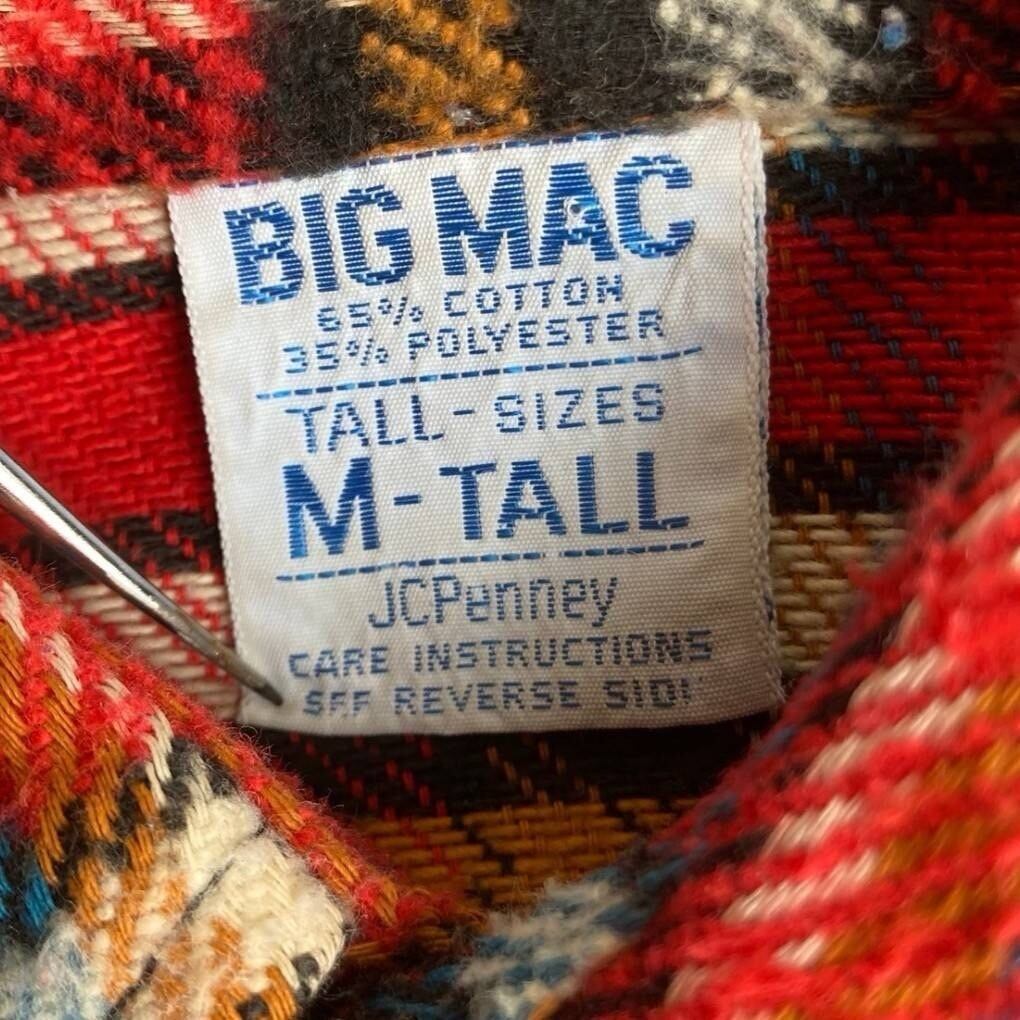 BIG MAC
65% COTTON
35% POLYESTER
TALL - SIZES
M-TALL
JCPenney
CARE INSTRUCTIONS
SEE REVERSE SIDE